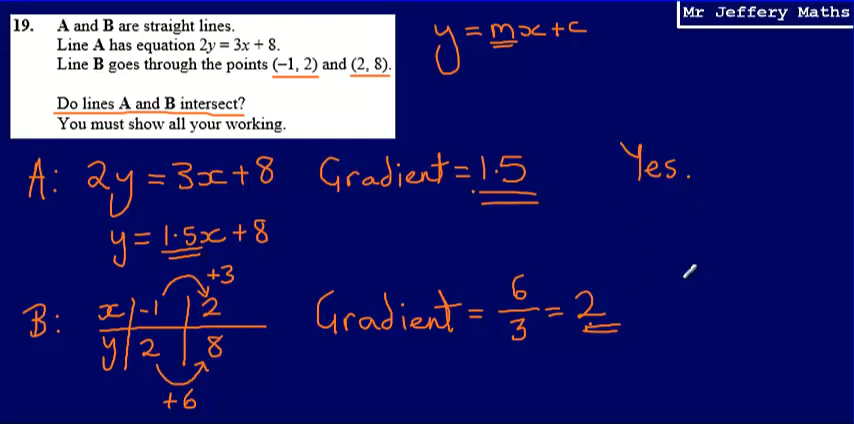 Mr Jeffery Maths
19. A and B are straight lines.
Line A has equation 2y = 3x + 8.
Line B goes through the points (−1, 2) and (2, 8).
Do lines A and B intersect?
You must show all your working.
y = mx + c
A: 2y = 3x + 8 Gradient = 1.5 Yes.
y = 1.5x + 8
+3
B: x | -1 | 2 Gradient = 6/3 = 2
y | 2 | 8
+6